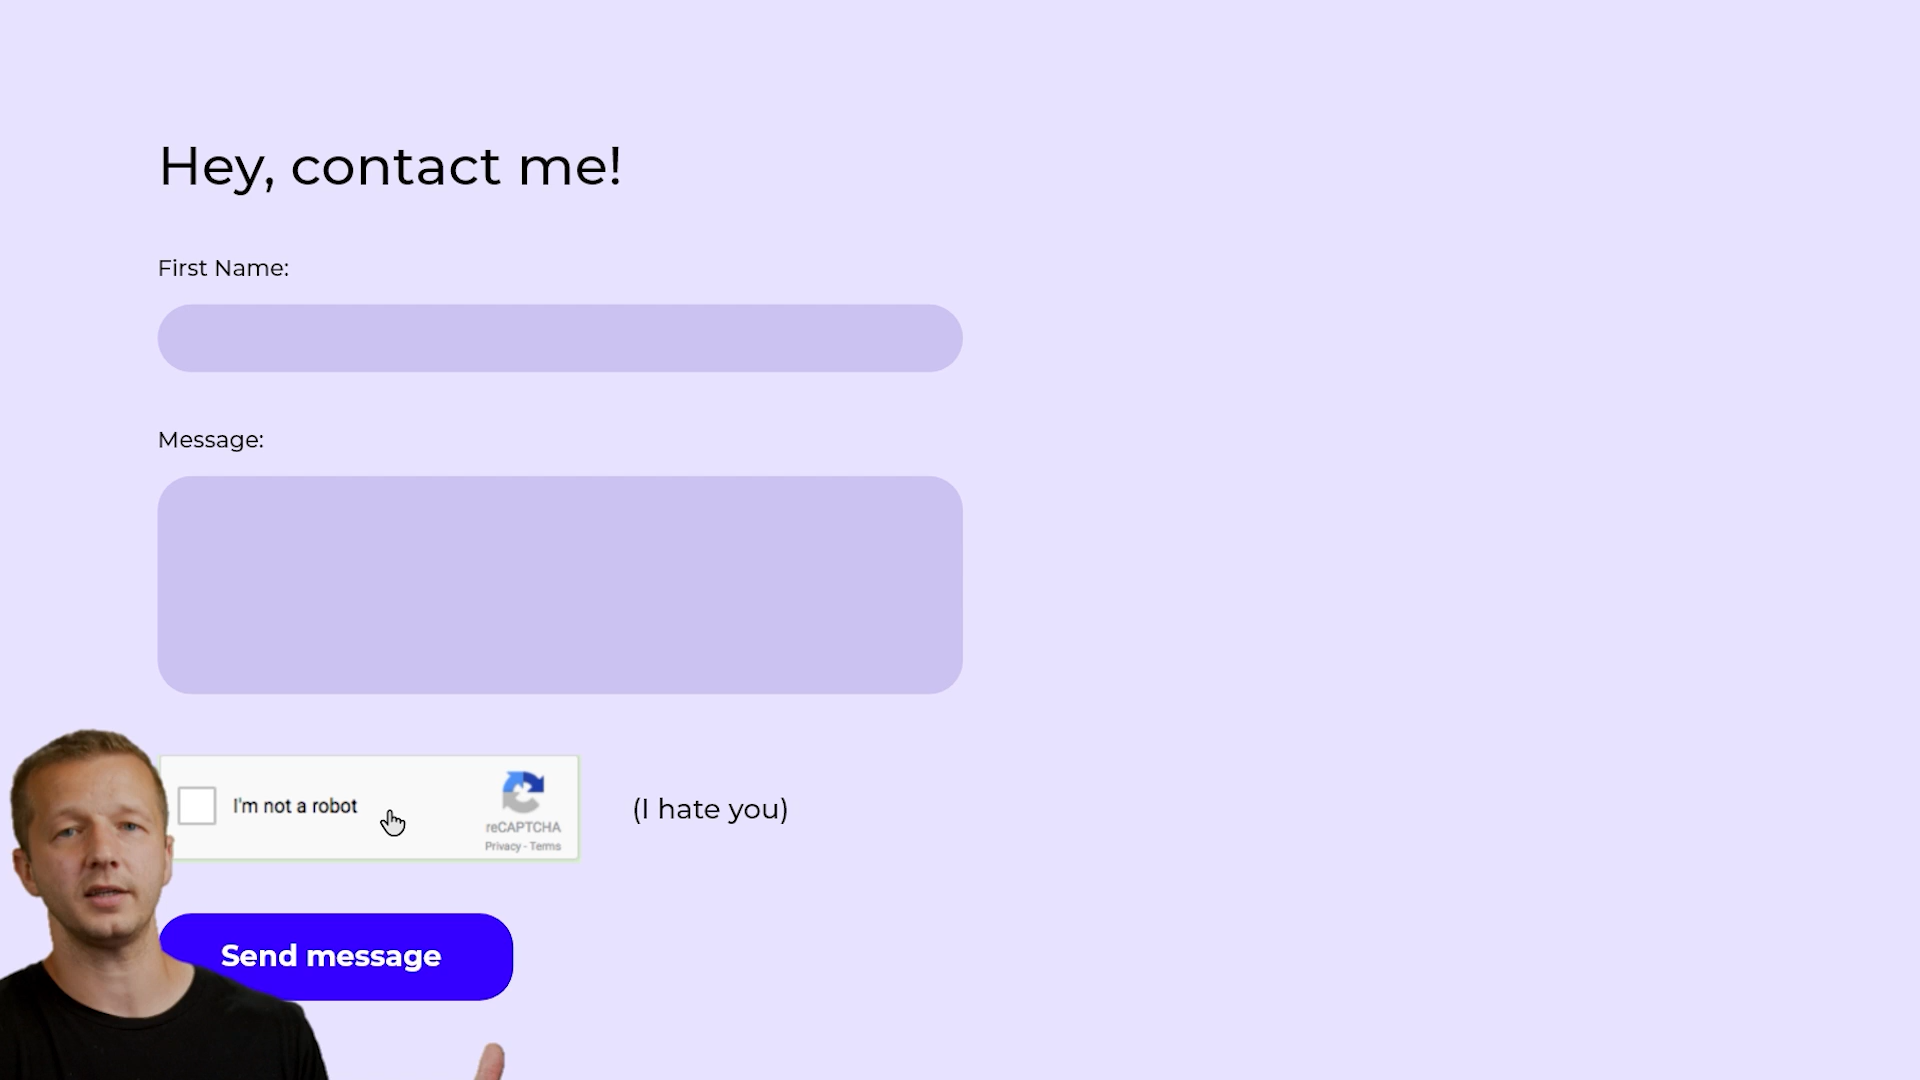 Hey, contact me!
First Name:
Message:
I'm not a robot
reCAPTCHA
Privacy - Terms
(I hate you)
Send message